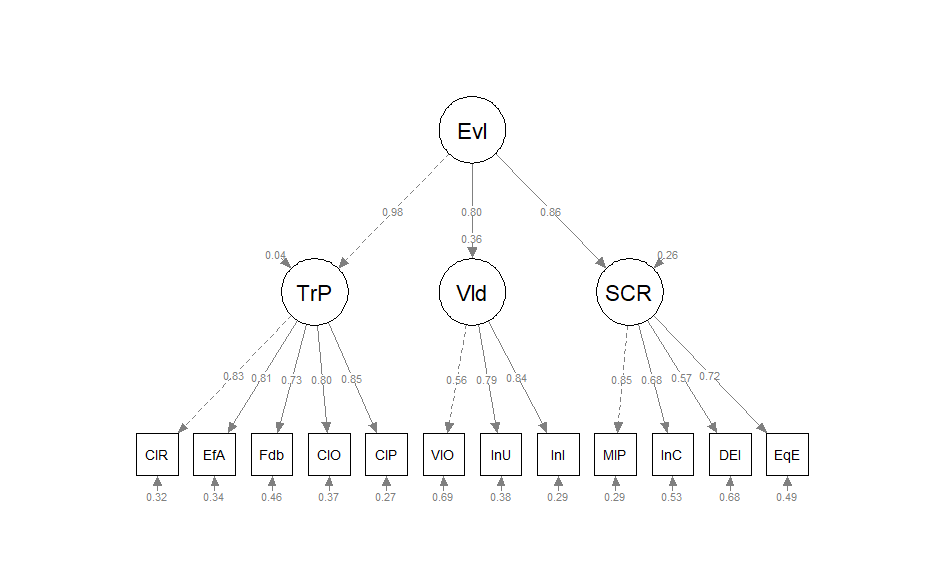 Evl
0.98 0.80 0.86
0.36
0.04 0.26
TrP Vld SCR
0.83 0.81 0.73 0.80 0.85 0.56 0.79 0.84 0.85 0.68 0.57 0.72
ClR EfA Fdb ClO ClP VlO InU InI MIP InC DEI EqE
0.32 0.34 0.46 0.37 0.27 0.69 0.38 0.29 0.29 0.53 0.68 0.49